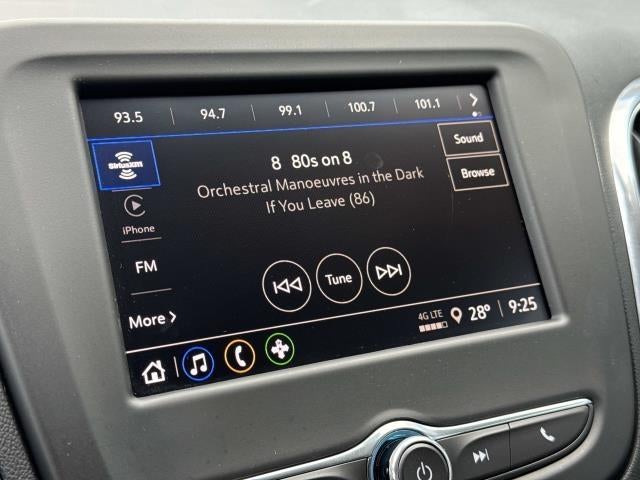 93.5 94.7 99.1 100.7 101.1
SiriusXM
8 80s on 8
Sound
Orchestral Manoeuvres in the Dark
Browse
If You Leave (86)
iPhone
FM
Tune
More
4G LTE 28° 9:25